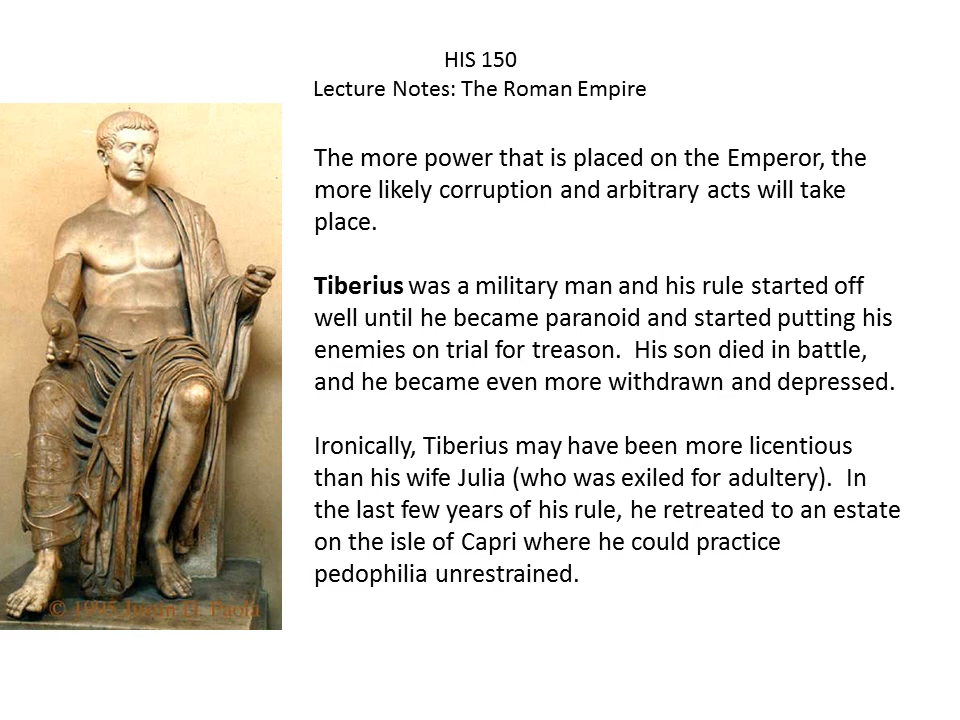 HIS 150
Lecture Notes: The Roman Empire
The more power that is placed on the Emperor, the
more likely corruption and arbitrary acts will take
place.
Tiberius was a military man and his rule started off
well until he became paranoid and started putting his
enemies on trial for treason.  His son died in battle,
and he became even more withdrawn and depressed.
Ironically, Tiberius may have been more licentious
than his wife Julia (who was exiled for adultery).  In
the last few years of his rule, he retreated to an estate
on the isle of Capri where he could practice
pedophilia unrestrained.
© 1995